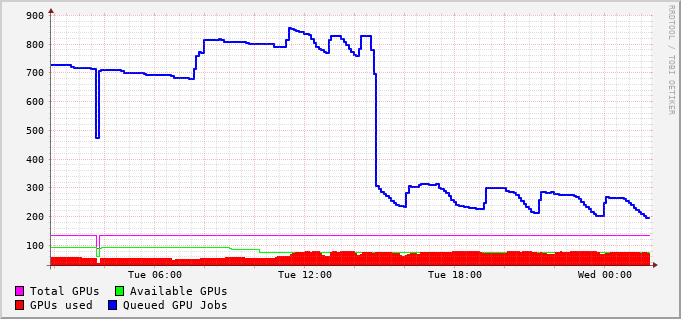 900
800
700
600
500
400
300
200
100
Tue 06:00 Tue 12:00 Tue 18:00 Wed 00:00
Total GPUs Available GPUs
GPUs used Queued GPU Jobs
RRDTOOL / TOBI OETIKER